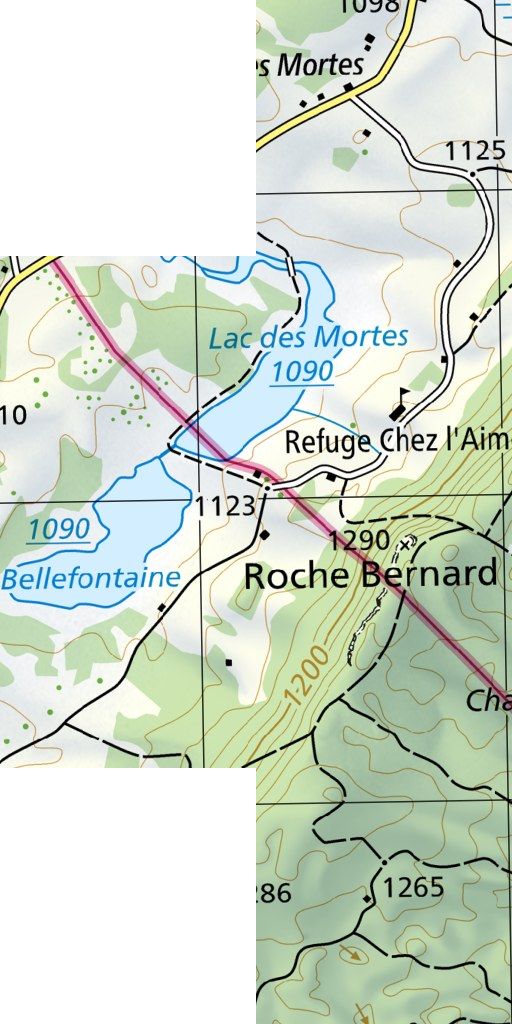 1098
es Mortes
1125
Lac des Mortes
1090
10
Refuge Chez l'Aim
1123
1090
1290
Bellefontaine
Roche Bernard
1200
Cha
286
1265